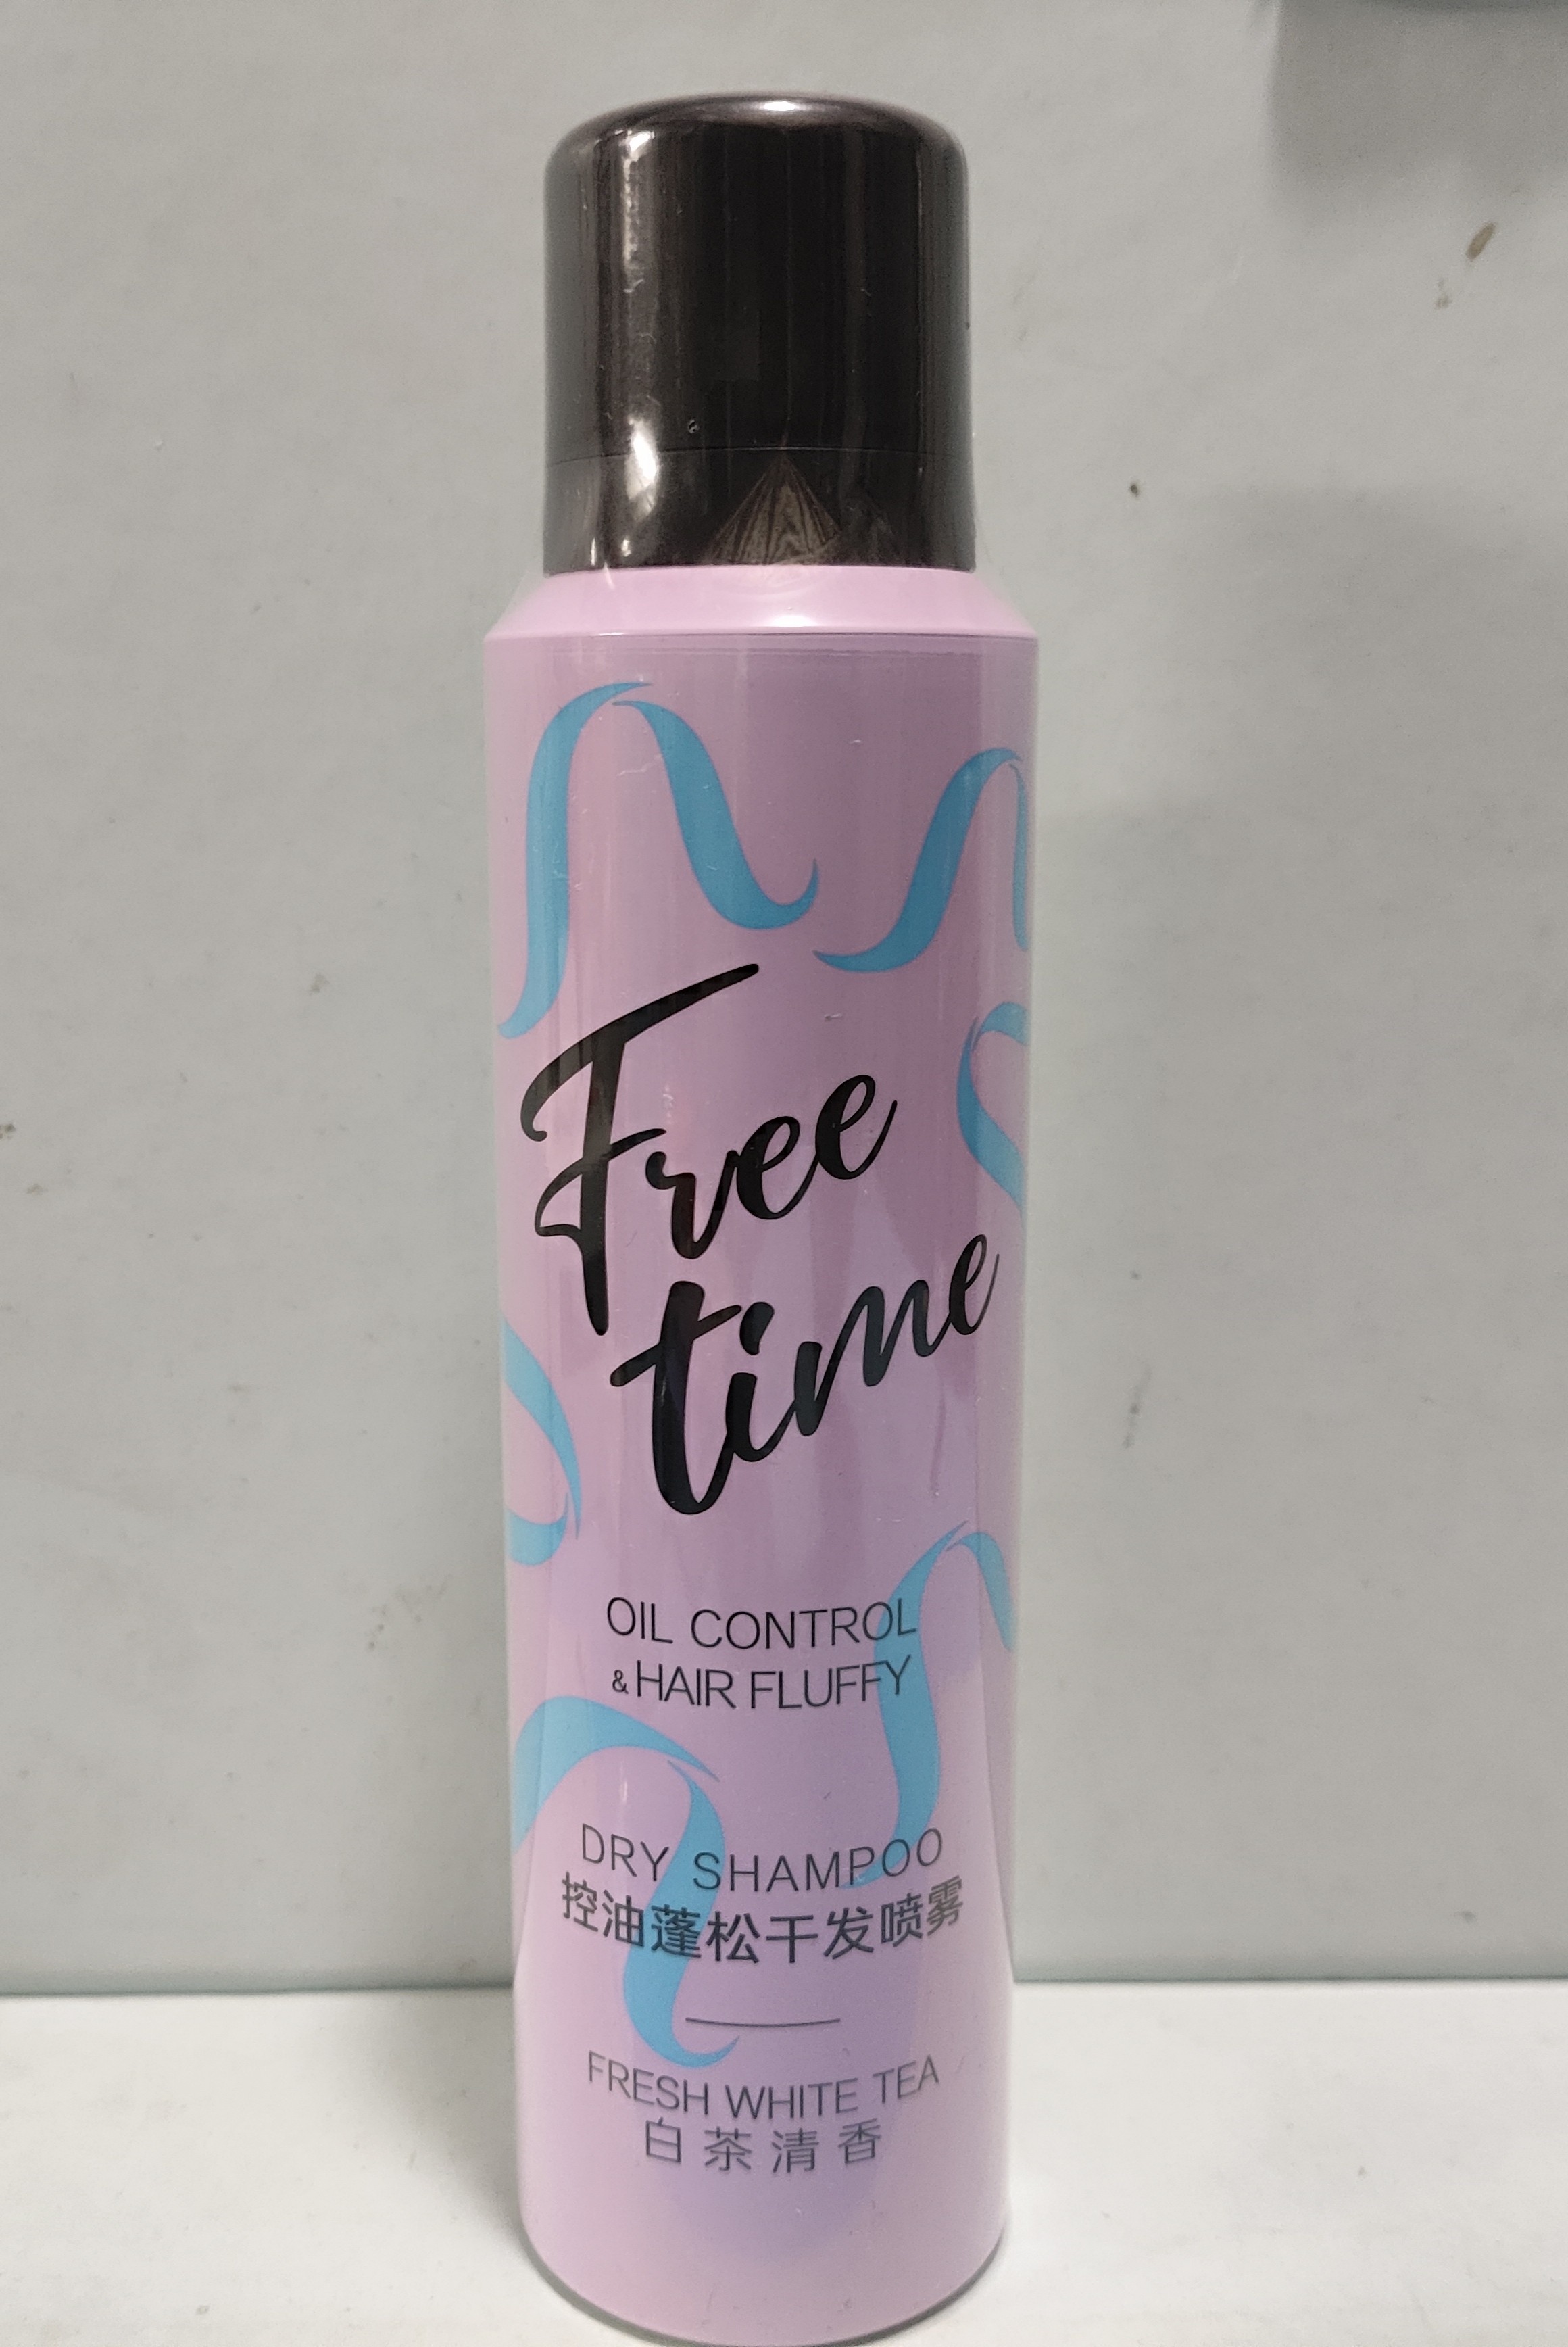 Free
time
OIL CONTROL
&HAIR FLUFFY
DRY SHAMPOO
控油蓬松干发喷雾
FRESH WHITE TEA
白茶清香